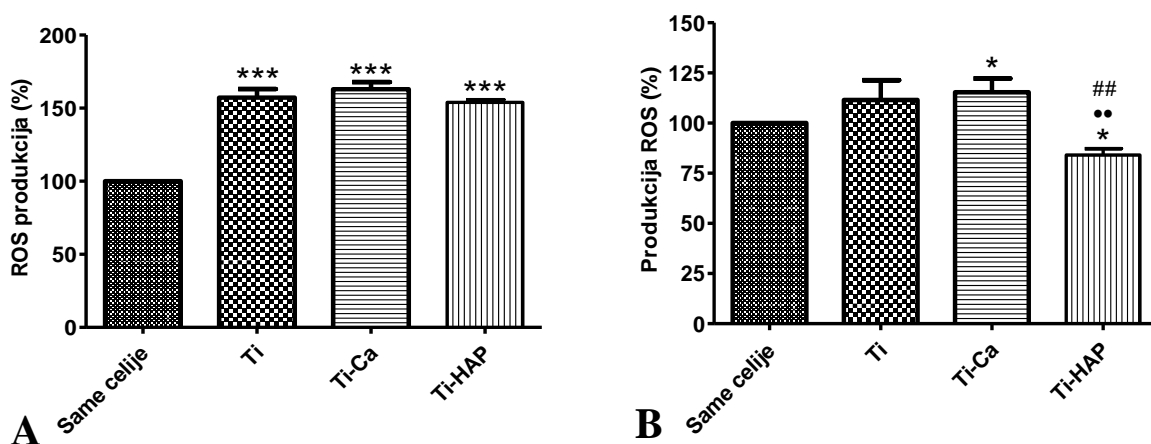 ROS produkcija (%)
200
150
100
50
0
***
***
***
Same celije
Ti
Ti-Ca
Ti-HAP
A
Produkcija ROS (%)
150
125
100
75
50
25
0
*
##
••
*
Same celije
Ti
Ti-Ca
Ti-HAP
B